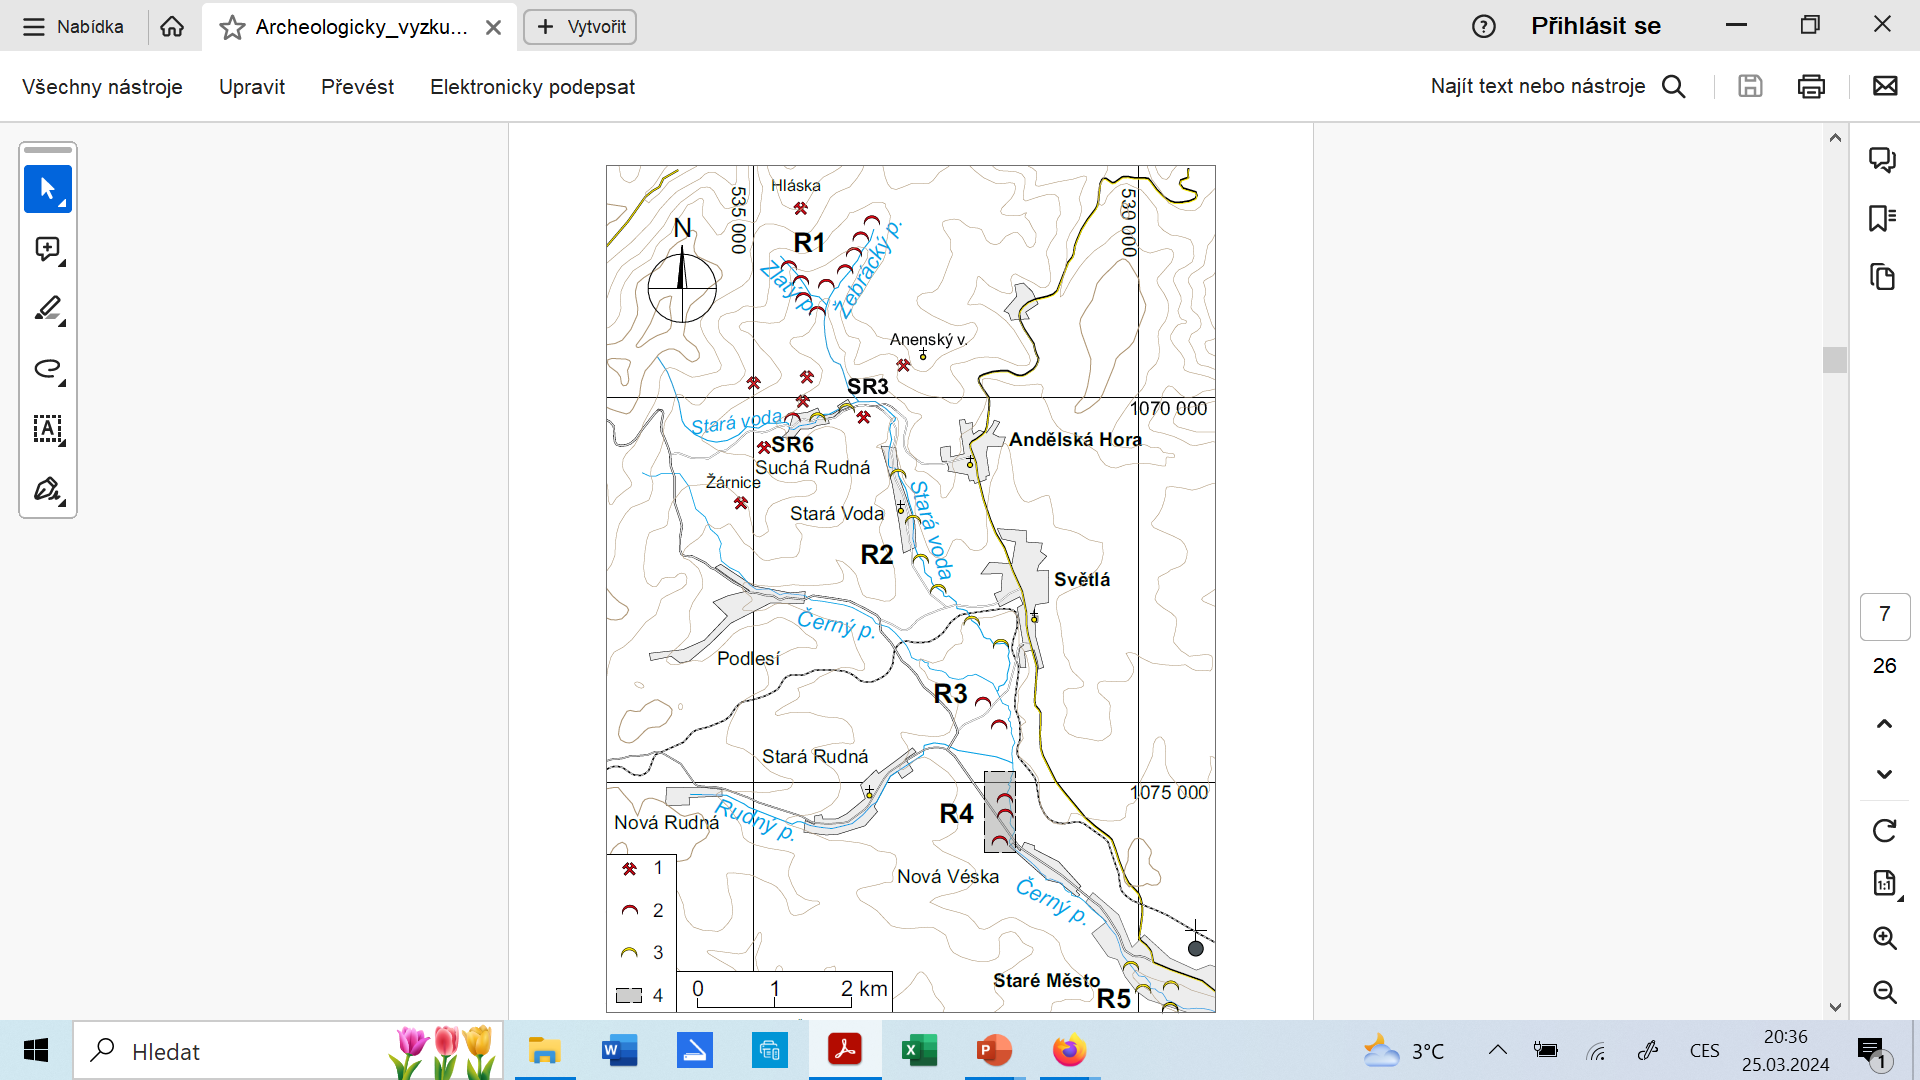 Nabídka
Archeologicky_vyzku...
Vytvořit
Přihlásit se
Všechny nástroje
Upravit
Převést
Elektronicky podepsat
Najít text nebo nástroje
Hláska
535 000
530 000
N
R1
Zlatý p.
Žebrácký p.
Anenský v.
SR3
1070 000
Stará voda
SR6
Andělská Hora
Suchá Rudná
Žárnice
Stará Voda
Stará voda
R2
Světlá
Černý p.
Podlesí
R3
Stará Rudná
1075 000
R4
Nová Rudná
Rudný p.
Nová Véska
Černý p.
1
2
3
4
0 1 2 km
Staré Město
R5
7
26
1:1
Hledat
3°C
CES
20:36
25.03.2024
1